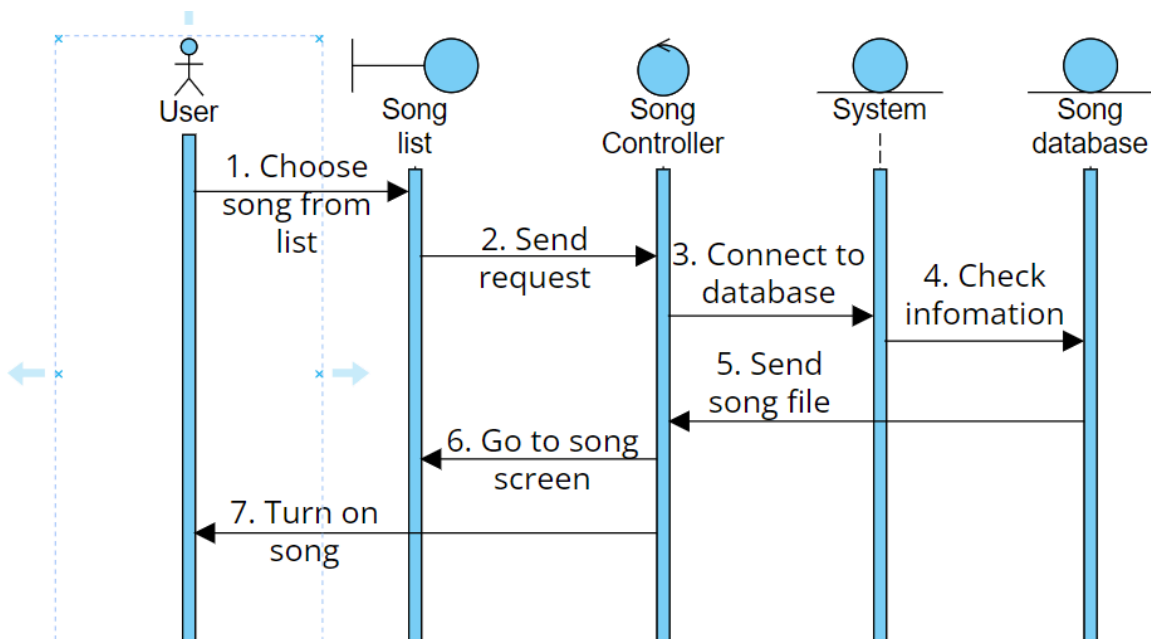 User
Song
list
Song
Controller
System
Song
database
1. Choose
song from
list
2. Send
request
3. Connect to
database
4. Check
infomation
5. Send
song file
6. Go to song
screen
7. Turn on
song